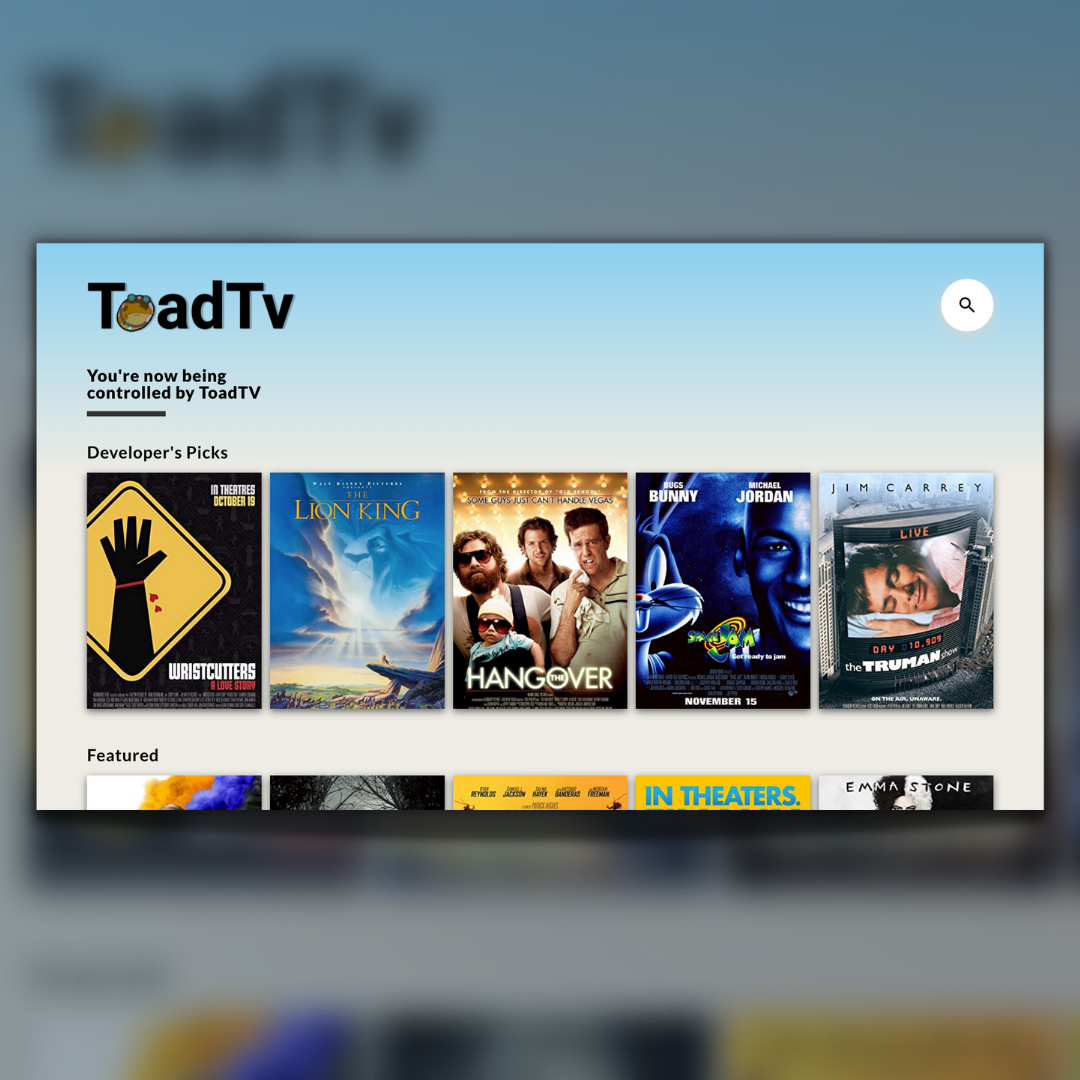 ToadTv
You're now being
controlled by ToadTV
Developer's Picks
IN THEATRES
OCTOBER 19
WRISTCUTTERS
A LOVE STORY
WALT DISNEY PICTURES
PRESENTS
THE
LION KING
FROM THE DIRECTOR OF "OLD SCHOOL"
SOME GUYS JUST CAN'T HANDLE VEGAS
THE HANGOVER
BUGS BUNNY
MICHAEL JORDAN
SPACE JAM
Get ready to jam
NOVEMBER 15
JIM CARREY
LIVE
DAY 10,909
the TRUMAN show
ON THE AIR. UNAWARE.
Featured
RYAN REYNOLDS SAMUEL L JACKSON SALMA HAYEK ANTONIO BANDERAS MORGAN FREEMAN
IN THEATERS.
EMMA STONE